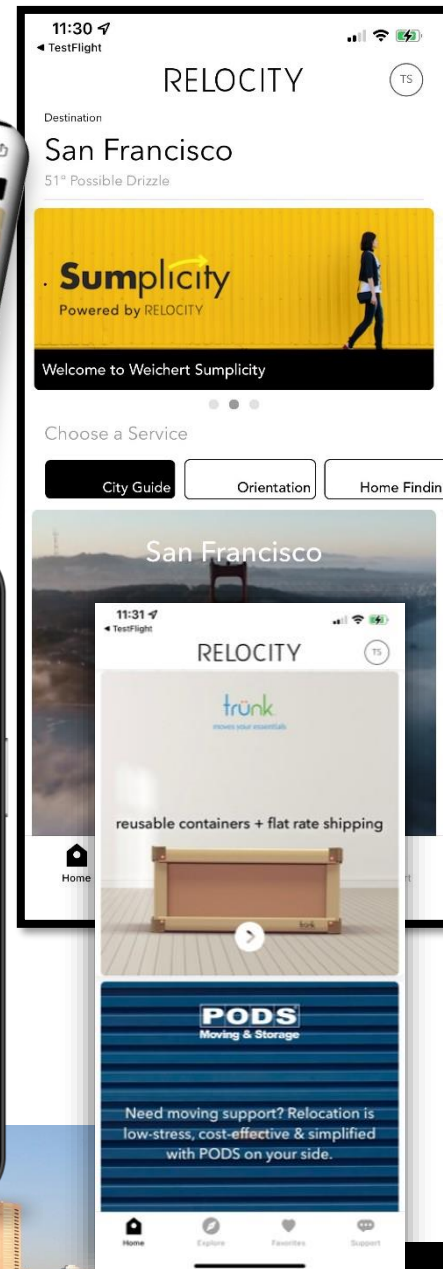 11:30
◄ TestFlight
RELOCITY
TS
Destination
San Francisco
51° Possible Drizzle
Sumplicity
Powered by RELOCITY
Welcome to Weichert Sumplicity
Choose a Service
City Guide
Orientation
Home Findin
San Francisco
Home
11:31
◄ TestFlight
RELOCITY
TS
trünk
moves your essentials
reusable containers + flat rate shipping
trünk
PODS
Moving & Storage
Need moving support? Relocation is
low-stress, cost-effective & simplified
with PODS on your side.
Home
Explore
Favorites
Support